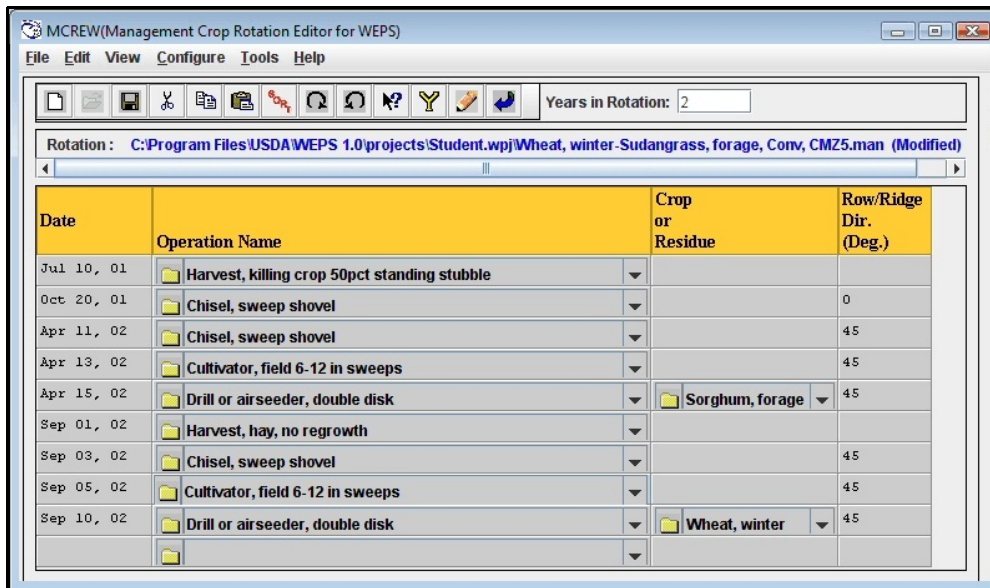 MCREW(Management Crop Rotation Editor for WEPS)
File Edit View Configure Tools Help
SORT Years in Rotation: 2
Rotation : C:\Program Files\USDA\WEPS 1.0\projects\Student.wpj\Wheat, winter-Sudangrass, forage, Conv, CMZ5.man (Modified)
Date Operation Name Crop or Residue Row/Ridge Dir. (Deg.)
Jul 10, 01 Harvest, killing crop 50pct standing stubble
Oct 20, 01 Chisel, sweep shovel 0
Apr 11, 02 Chisel, sweep shovel 45
Apr 13, 02 Cultivator, field 6-12 in sweeps 45
Apr 15, 02 Drill or airseeder, double disk Sorghum, forage 45
Sep 01, 02 Harvest, hay, no regrowth
Sep 03, 02 Chisel, sweep shovel 45
Sep 05, 02 Cultivator, field 6-12 in sweeps 45
Sep 10, 02 Drill or airseeder, double disk Wheat, winter 45